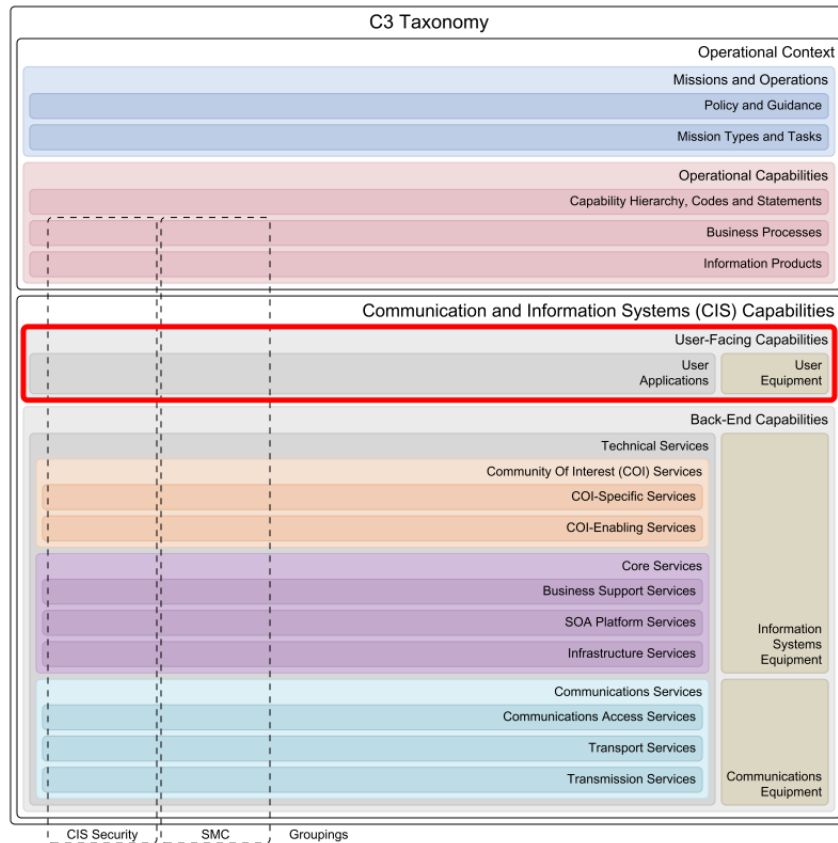 C3 Taxonomy
Operational Context
Missions and Operations
Policy and Guidance
Mission Types and Tasks
Operational Capabilities
Capability Hierarchy, Codes and Statements
Business Processes
Information Products
Communication and Information Systems (CIS) Capabilities
User-Facing Capabilities
User
Applications
User
Equipment
Back-End Capabilities
Technical Services
Community Of Interest (COI) Services
COI-Specific Services
COI-Enabling Services
Core Services
Business Support Services
SOA Platform Services
Infrastructure Services
Information
Systems
Equipment
Communications Services
Communications Access Services
Transport Services
Transmission Services
Communications
Equipment
CIS Security
SMC
Groupings